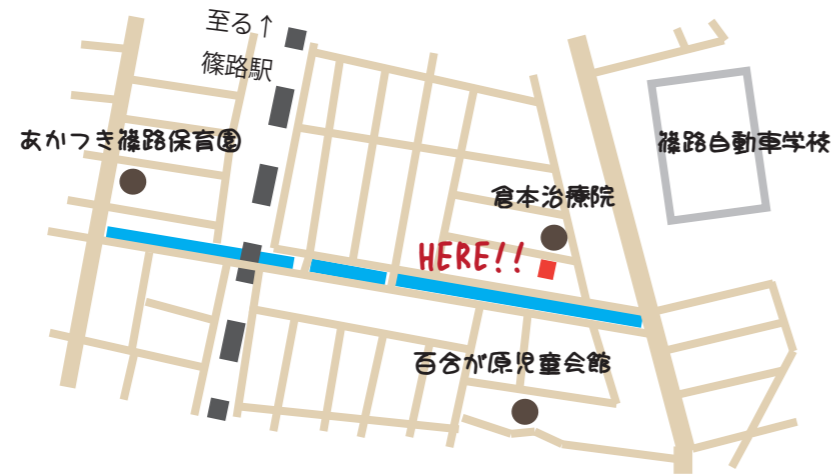 至る↑
篠路駅
あかつき篠路保育園
篠路自動車学校
倉本治療院
HERE!!
百合が原児童会館